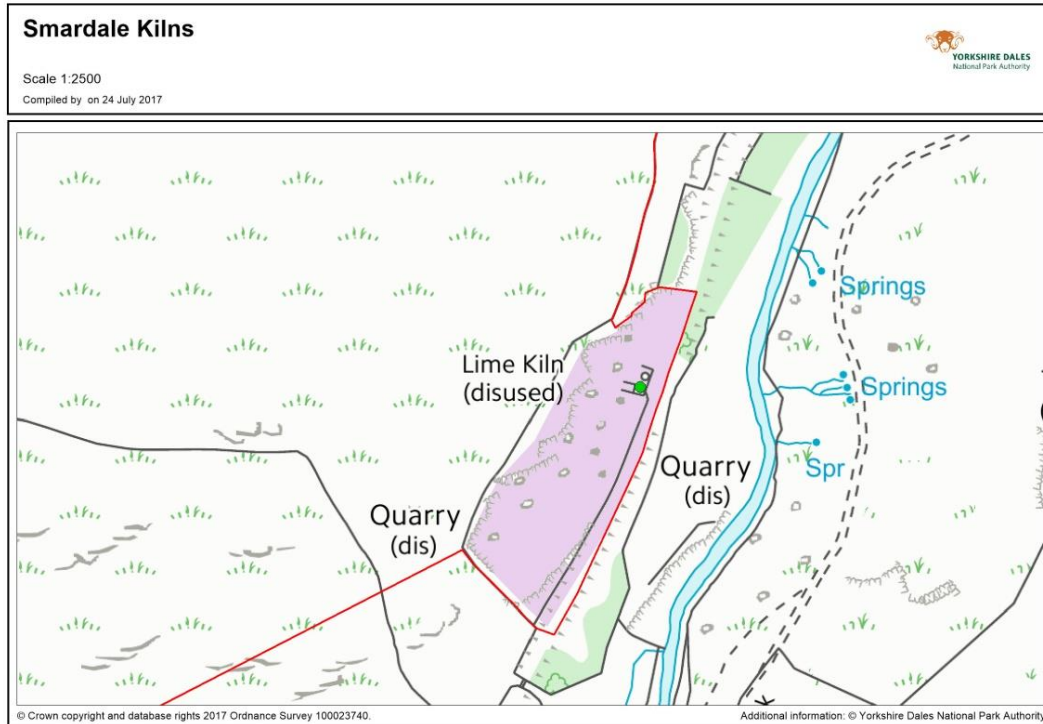 Smardale Kilns
Scale 1:2500
Compiled by on 24 July 2017
YORKSHIRE DALES
National Park Authority
Springs
Lime Kiln
(disused)
Springs
Quarry
(dis)
Spr
Quarry
(dis)
© Crown copyright and database rights 2017 Ordnance Survey 100023740.
Additional information: © Yorkshire Dales National Park Authority